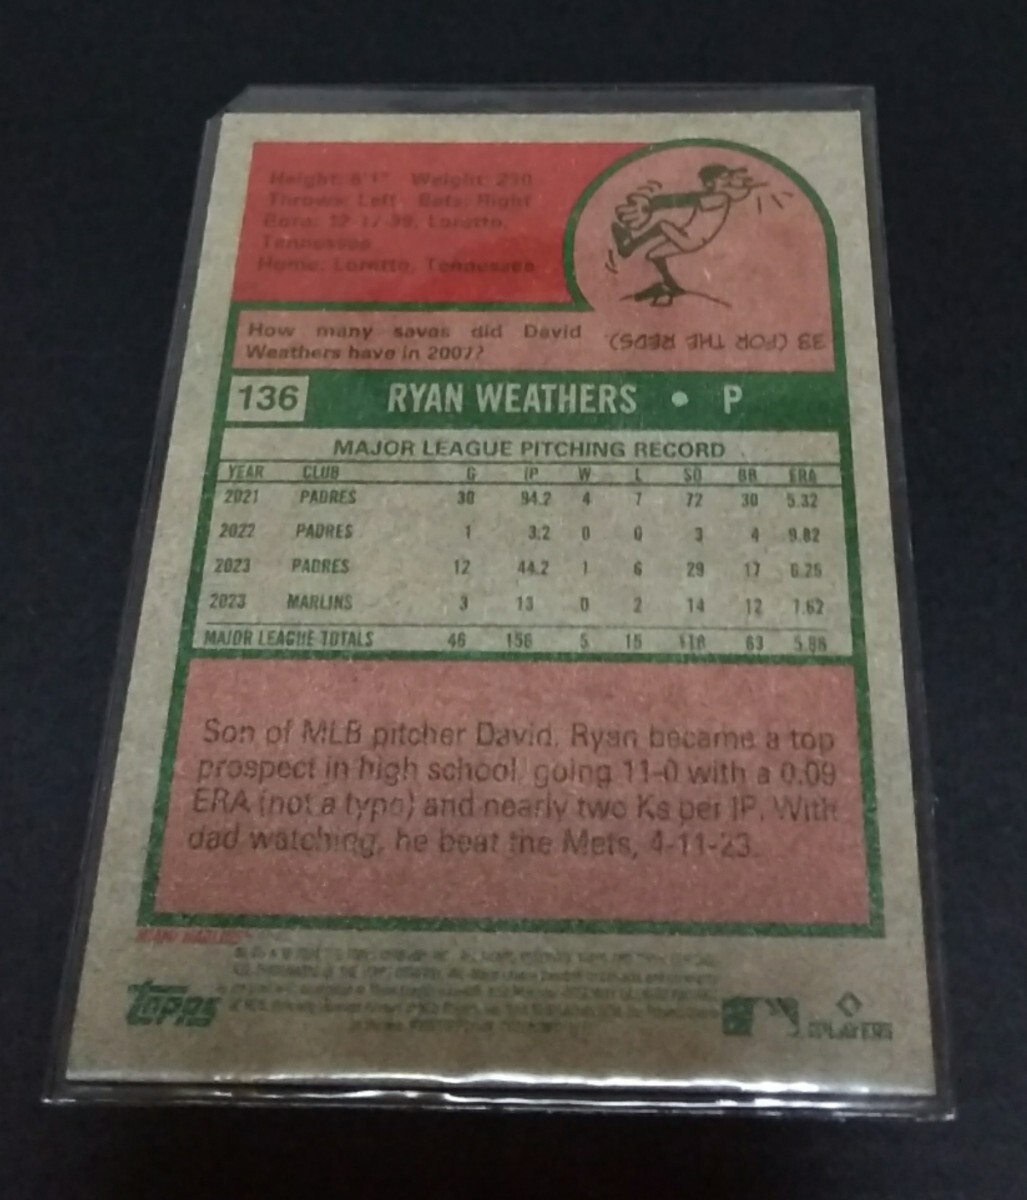 Height: 6'1" Weight: 230
Throws: Left Bats: Right
Born: 12-17-99, Loretto,
Tennessee
Home: Loretto, Tennessee
How many saves did David
Weathers have in 2007?
33 (FOR THE REDS).
136 RYAN WEATHERS • P
MAJOR LEAGUE PITCHING RECORD
YEAR CLUB G IP W L SO BB ERA
2021 PADRES 30 94.2 4 7 72 30 5.32
2022 PADRES 1 3.2 0 0 3 4 9.82
2023 PADRES 12 44.2 1 6 29 17 6.25
2023 MARLINS 3 13 0 2 14 12 7.62
MAJOR LEAGUE TOTALS 46 156 5 15 118 63 5.88
Son of MLB pitcher David, Ryan became a top
prospect in high school, going 11-0 with a 0.09
ERA (not a typo) and nearly two Ks per IP. With
dad watching, he beat the Mets, 4-11-23.
TOPPS
PLAYERS